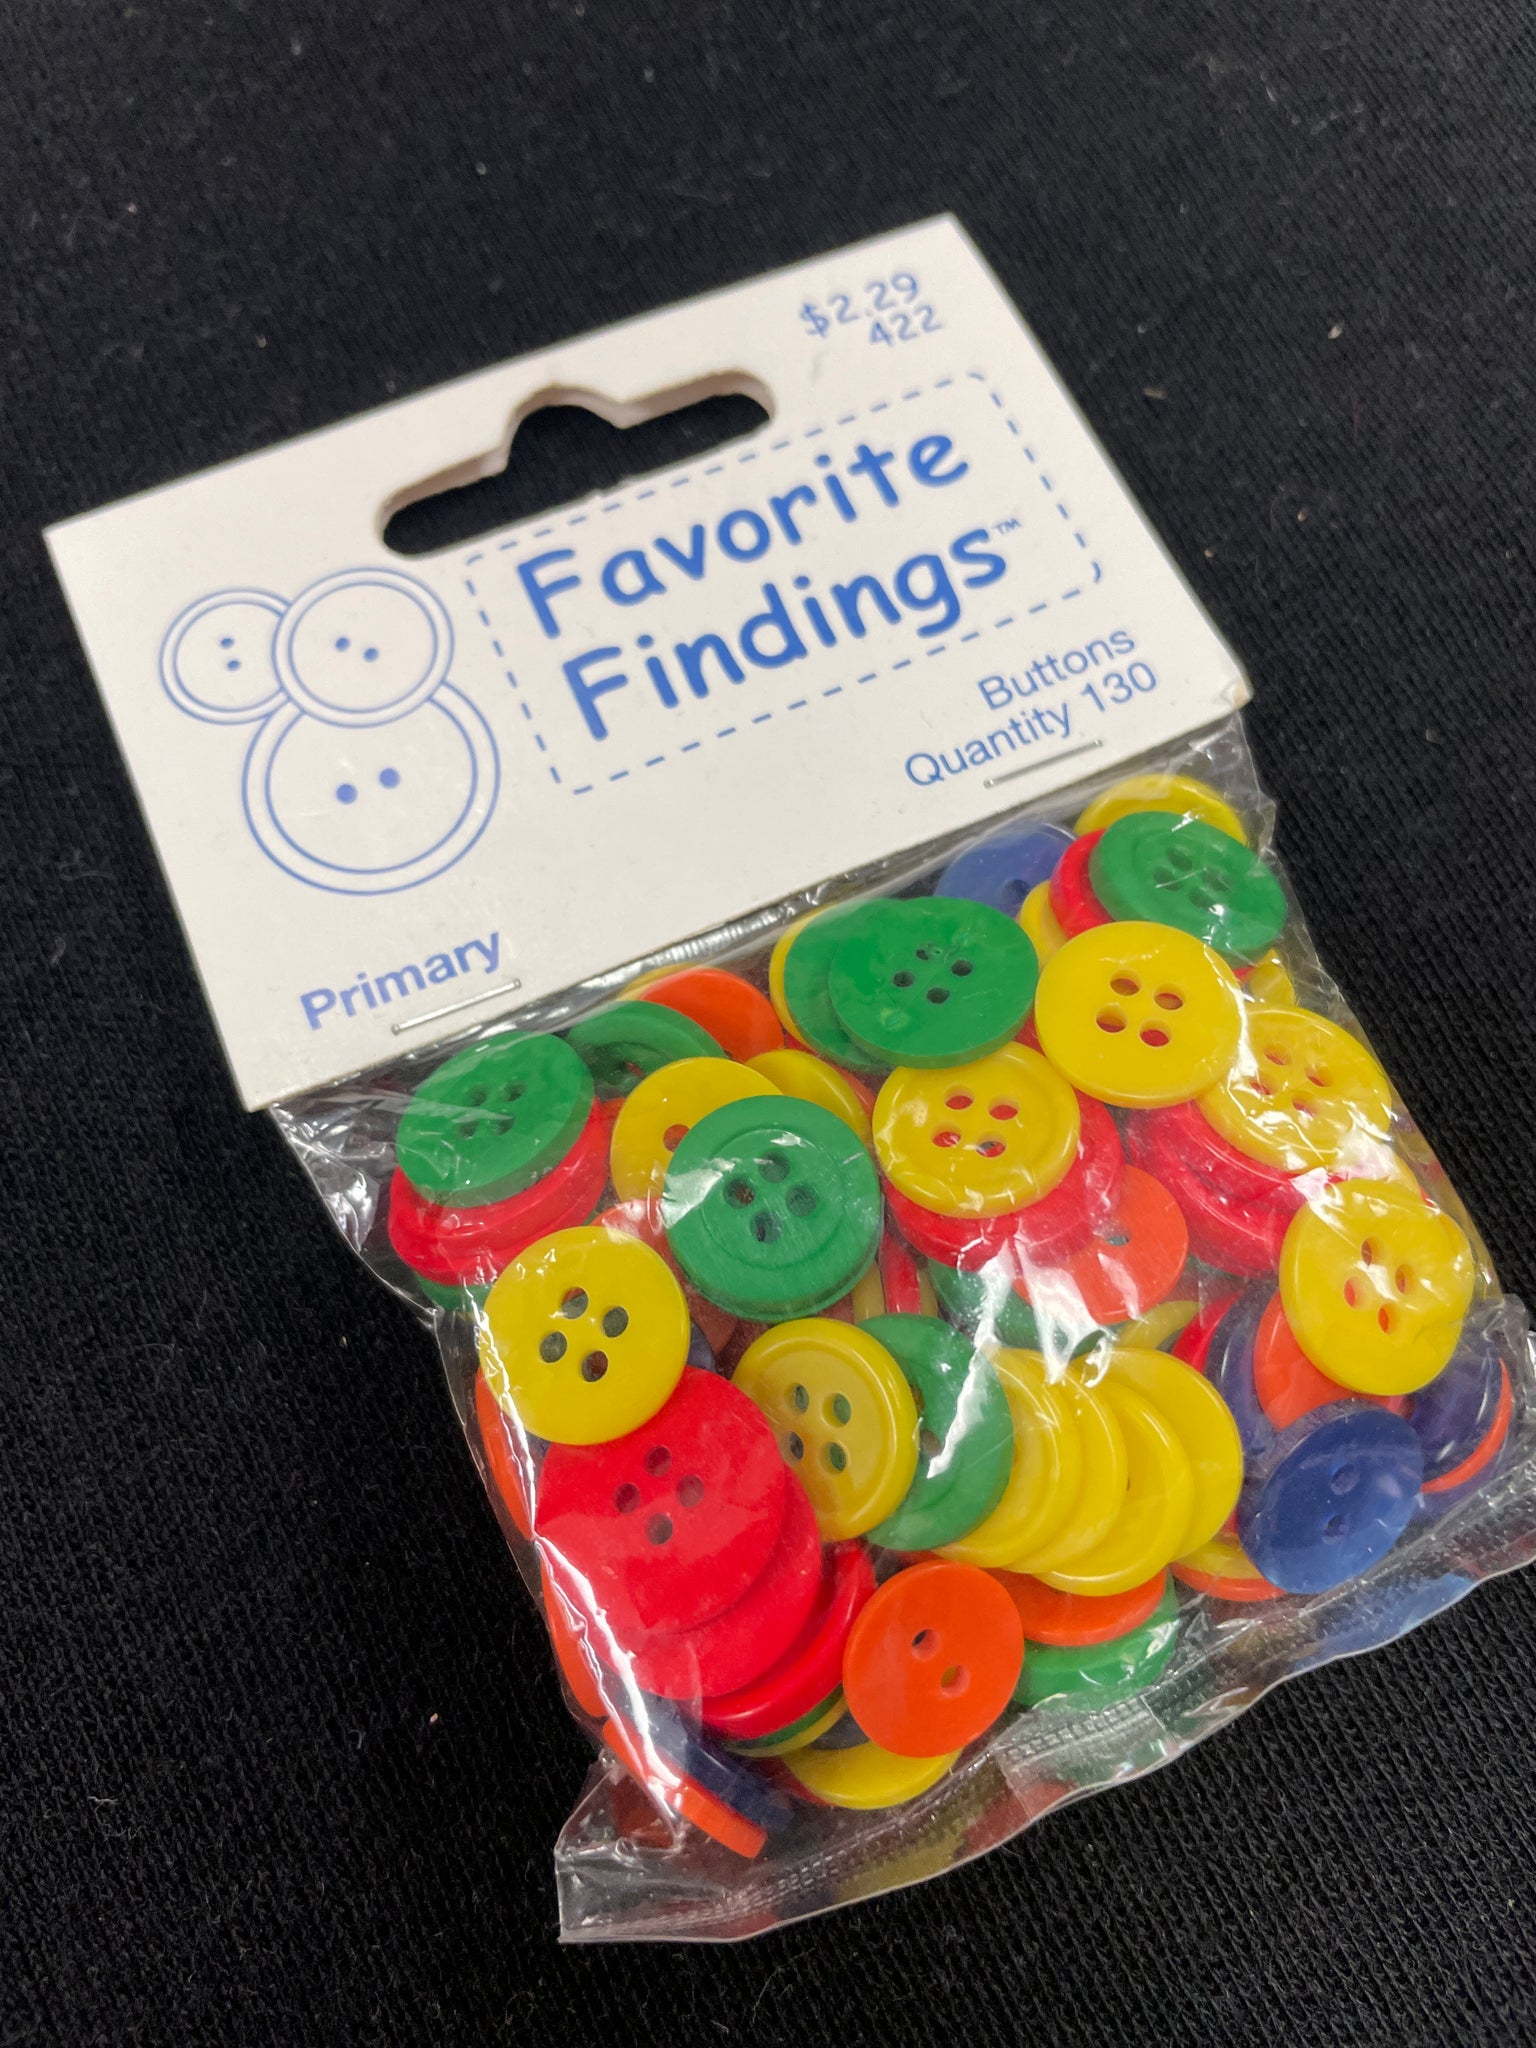 $2.29
422
Favorite
Findings™
Buttons
Quantity 130
Primary